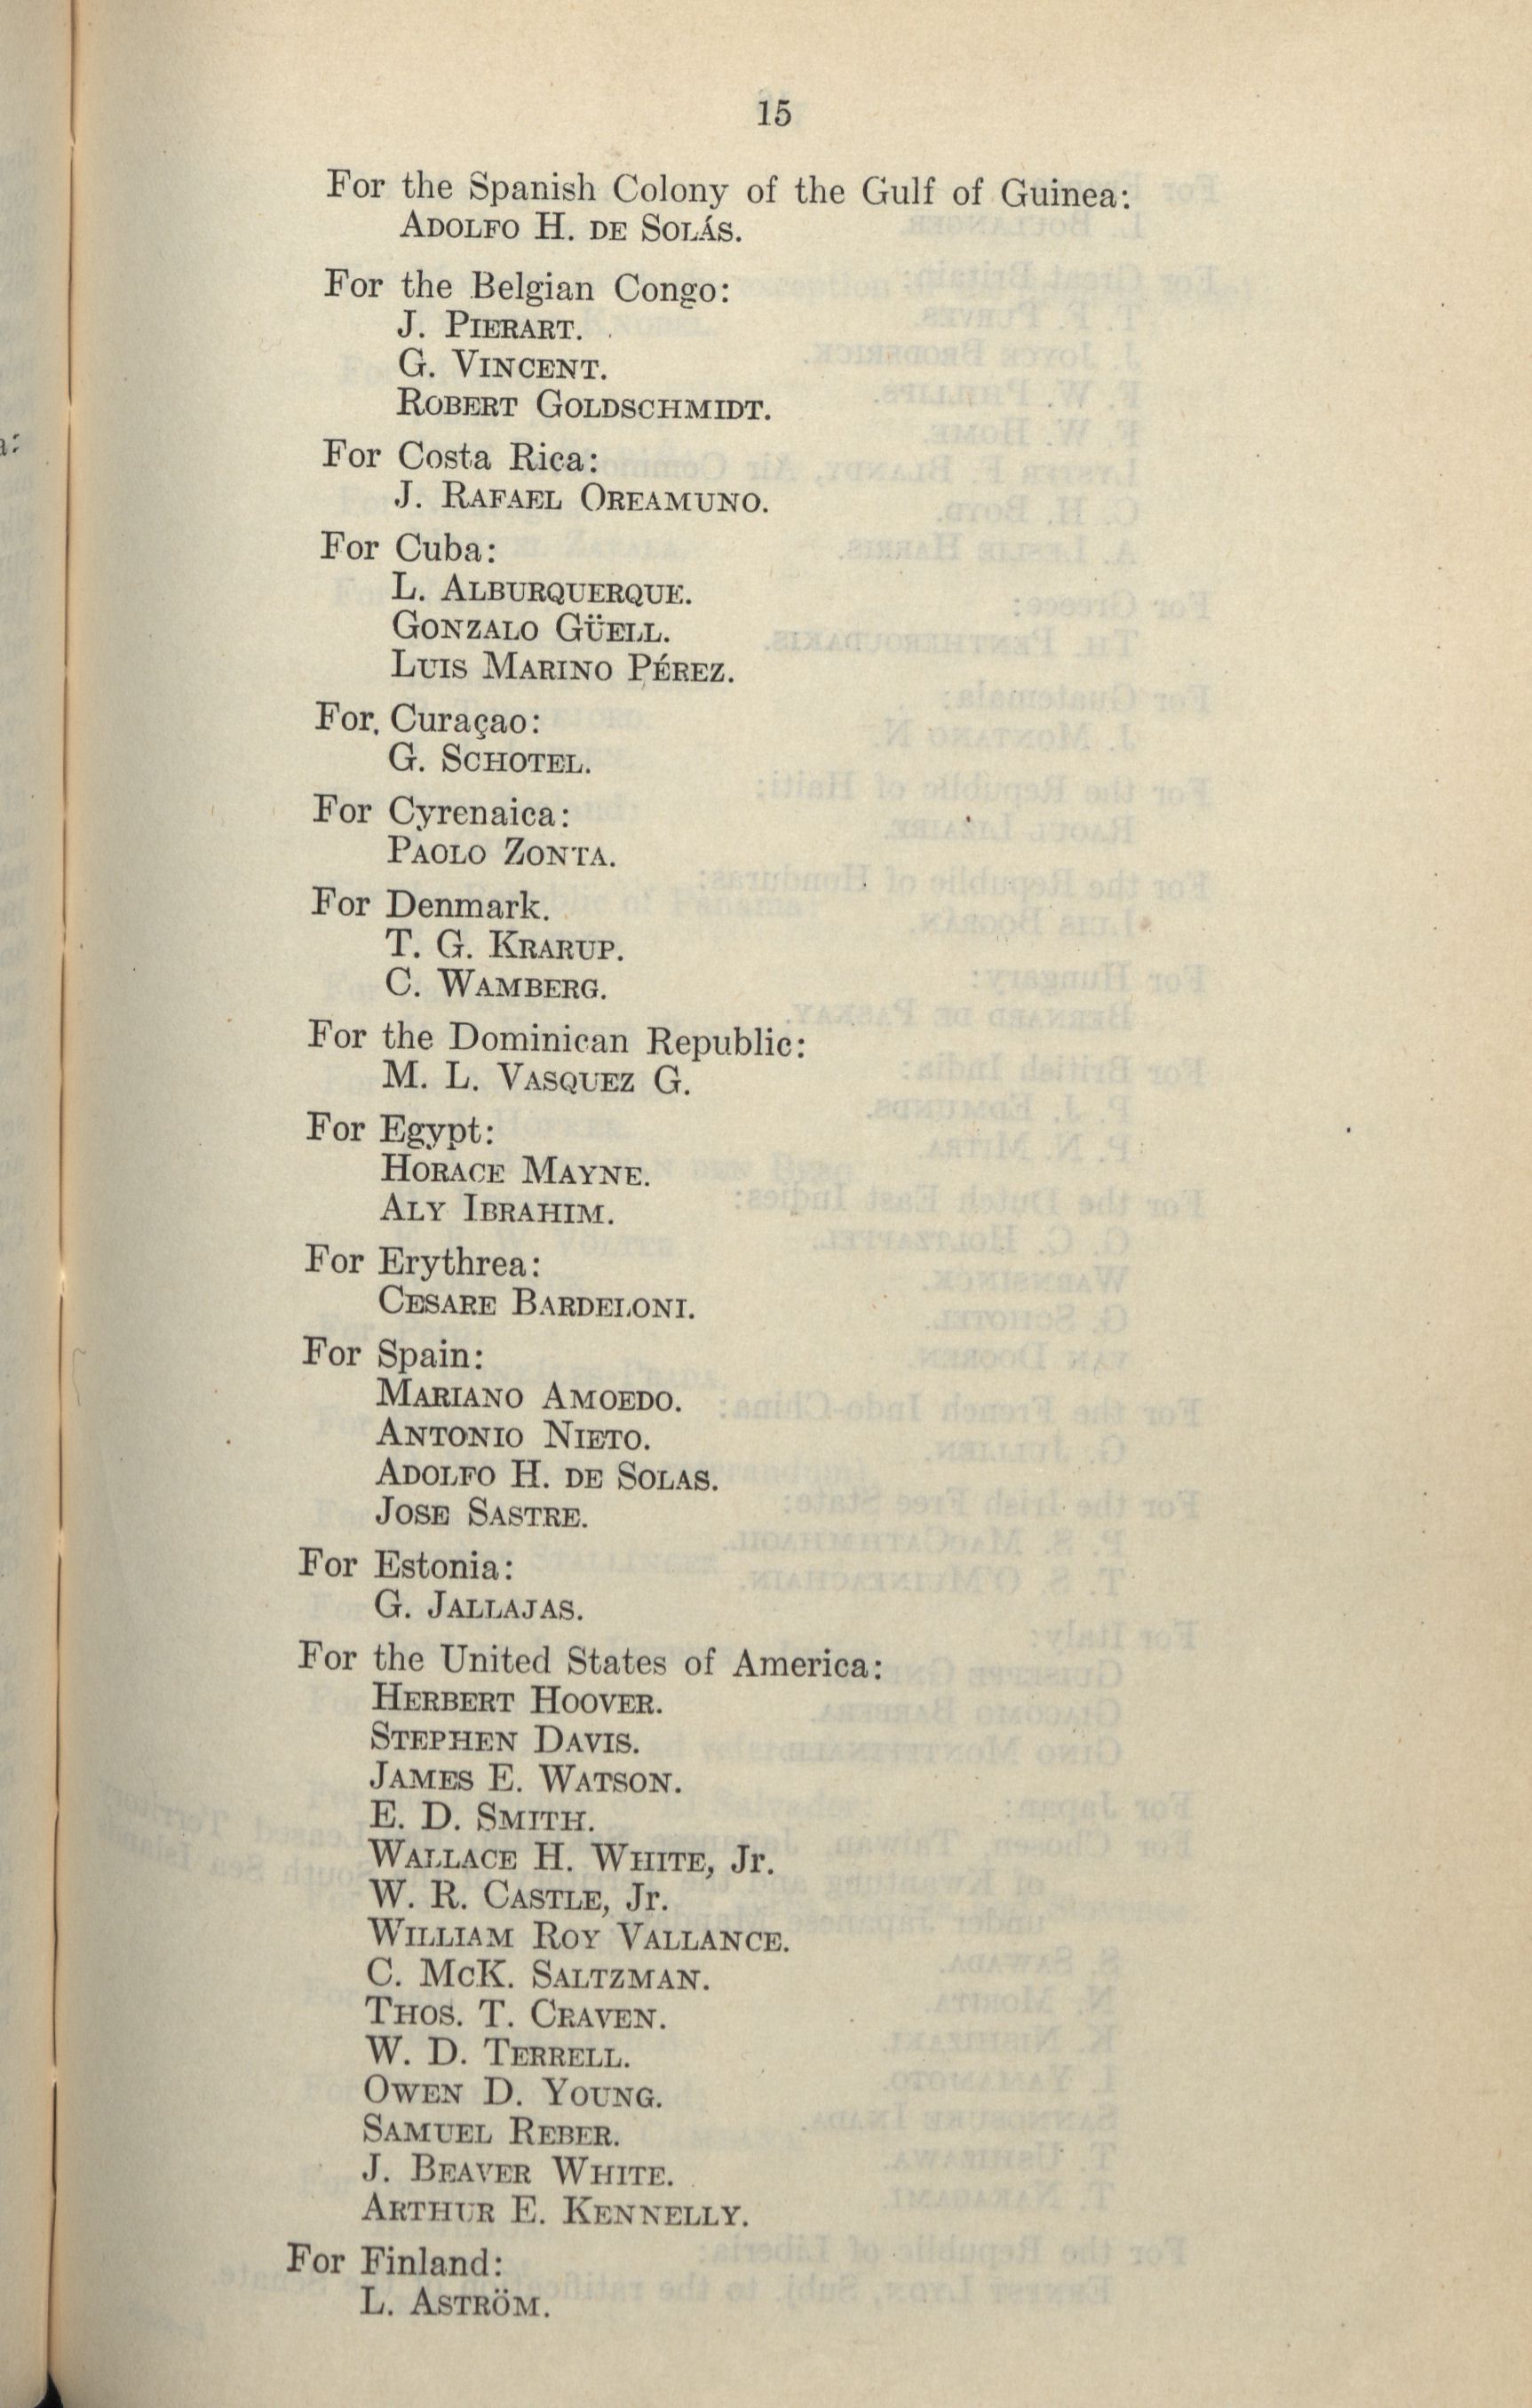 15
For the Spanish Colony of the Gulf of Guinea:
ADOLFO H. DE SOLÁS.
For the Belgian Congo:
J. PIERART.
G. VINCENT.
ROBERT GOLDSCHMIDT.
For Costa Rica:
J. RAFAEL OREAMUNO.
For Cuba:
L. ALBURQUERQUE.
GONZALO GÜELL.
LUIS MARINO PÉREZ.
For Curaçao:
G. SCHOTEL.
For Cyrenaica:
PAOLO ZONTA.
For Denmark.
T. G. KRARUP.
C. WAMBERG.
For the Dominican Republic:
M. L. VASQUEZ G.
For Egypt:
HORACE MAYNE.
ALY IBRAHIM.
For Erythrea:
CESARE BARDELONI.
For Spain:
MARIANO AMOEDO.
ANTONIO NIETO.
ADOLFO H. DE SOLAS.
JOSE SASTRE.
For Estonia:
G. JALLAJAS.
For the United States of America:
HERBERT HOOVER.
STEPHEN DAVIS.
JAMES E. WATSON.
E. D. SMITH.
WALLACE H. WHITE, Jr.
W. R. CASTLE, Jr.
WILLIAM ROY VALLANCE.
C. McK. SALTZMAN.
THOS. T. CRAVEN.
W. D. TERRELL.
OWEN D. YOUNG.
SAMUEL REBER.
J. BEAVER WHITE.
ARTHUR E. KENNELLY.
For Finland:
L. ASTRÖM.